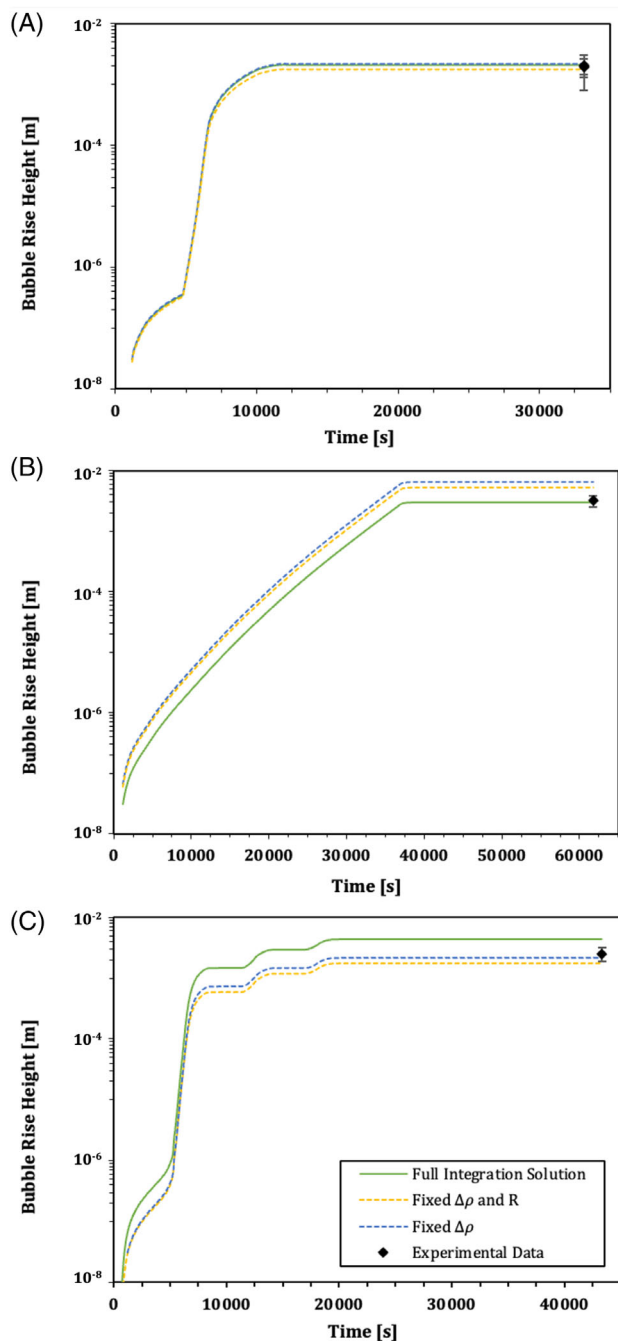 (A)
10⁻²
10⁻⁴
10⁻⁶
10⁻⁸
Bubble Rise Height [m]
0
10000
20000
30000
Time [s]
(B)
10⁻²
10⁻⁴
10⁻⁶
10⁻⁸
Bubble Rise Height [m]
0
10000
20000
30000
40000
50000
60000
Time [s]
(C)
10⁻²
10⁻⁴
10⁻⁶
10⁻⁸
Bubble Rise Height [m]
Full Integration Solution
Fixed Δρ and R
Fixed Δρ
Experimental Data
0
10000
20000
30000
40000
Time [s]